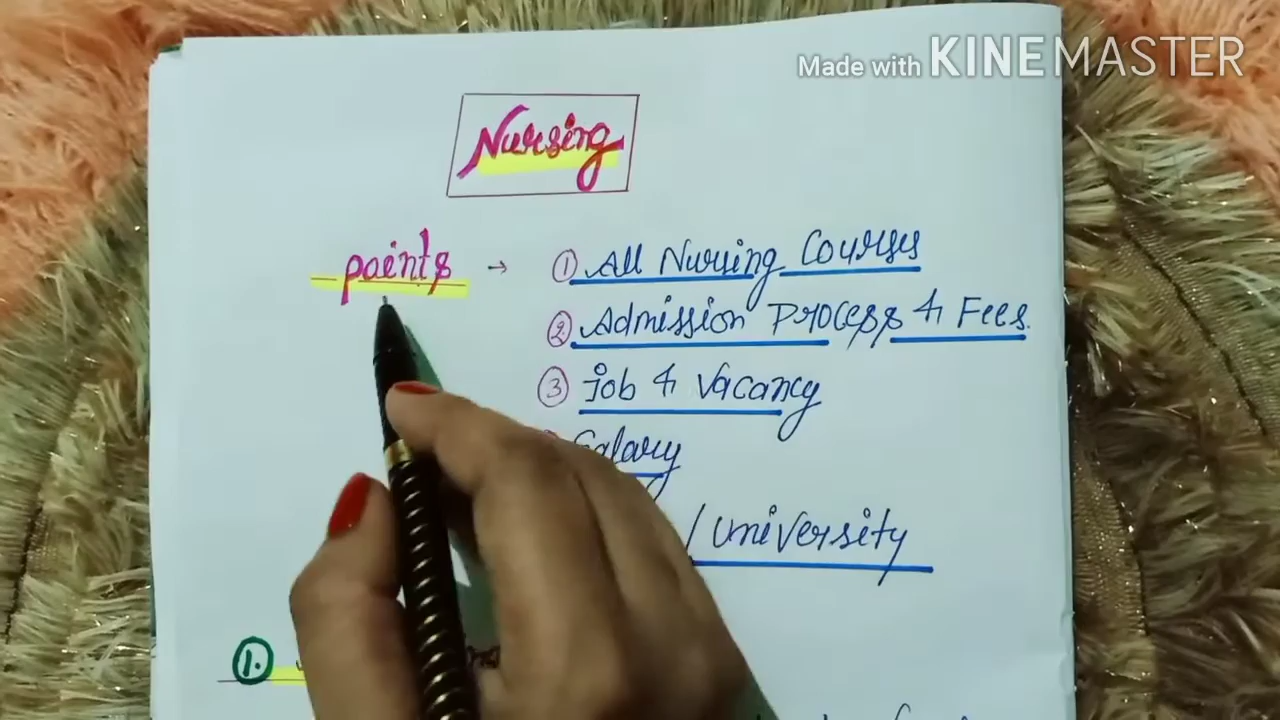 Made with KINEMASTER
Nursing
points → ① All Nursing Courses
② Admission Process & Fees.
③ Job & Vacancy
Salary
/ University
1.